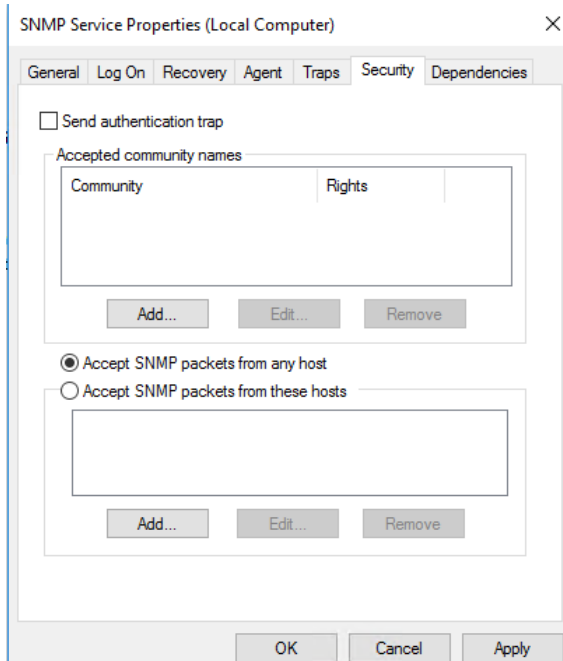 SNMP Service Properties (Local Computer)
General Log On Recovery Agent Traps Security Dependencies
Send authentication trap
Accepted community names
Community Rights
Add... Edit... Remove
Accept SNMP packets from any host
Accept SNMP packets from these hosts
Add... Edit... Remove
OK Cancel Apply